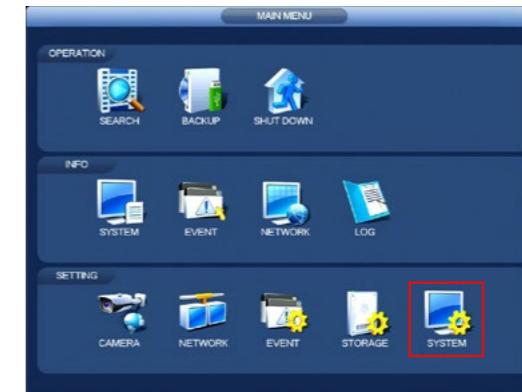 MAIN MENU
OPERATION
SEARCH BACKUP SHUT DOWN
INFO
SYSTEM EVENT NETWORK LOG
SETTING
CAMERA NETWORK EVENT STORAGE SYSTEM